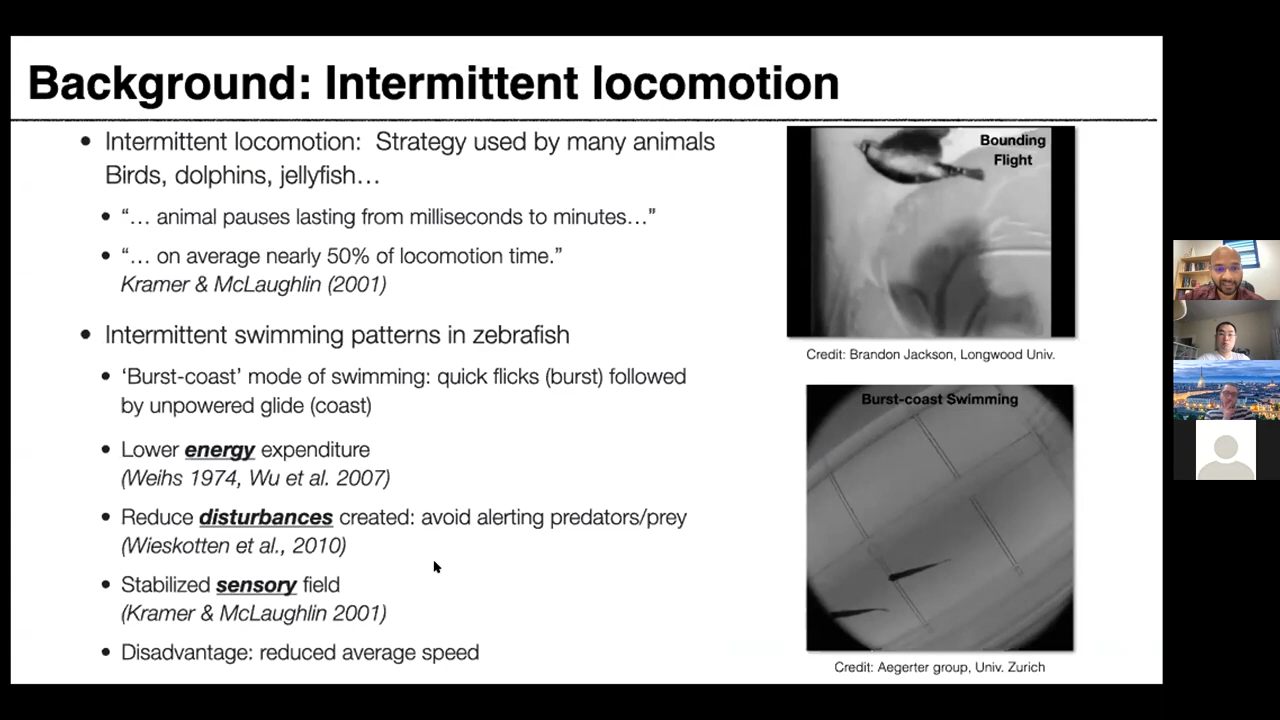 Background: Intermittent locomotion
• Intermittent locomotion:  Strategy used by many animals
Birds, dolphins, jellyfish…
• “… animal pauses lasting from milliseconds to minutes…”
• “… on average nearly 50% of locomotion time.”
Kramer & McLaughlin (2001)
• Intermittent swimming patterns in zebrafish
• ‘Burst-coast’ mode of swimming: quick flicks (burst) followed
by unpowered glide (coast)
• Lower energy expenditure
(Weihs 1974, Wu et al. 2007)
• Reduce disturbances created: avoid alerting predators/prey
(Wieskotten et al., 2010)
• Stabilized sensory field
(Kramer & McLaughlin 2001)
• Disadvantage: reduced average speed
Bounding
Flight
Credit: Brandon Jackson, Longwood Univ.
Burst-coast Swimming
Credit: Aegerter group, Univ. Zurich